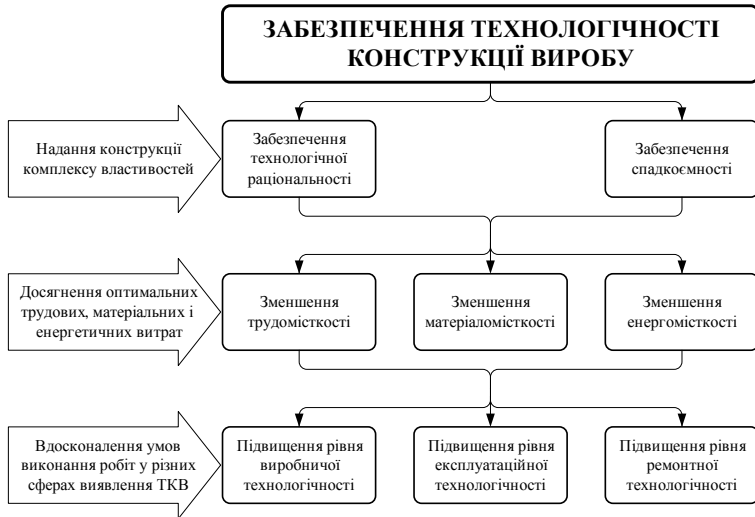 ЗАБЕЗПЕЧЕННЯ ТЕХНОЛОГІЧНОСТІ
КОНСТРУКЦІЇ ВИРОБУ
Надання конструкції
комплексу властивостей
Забезпечення
технологічної
раціональності
Забезпечення
спадкоємності
Досягнення оптимальних
трудових, матеріальних і
енергетичних витрат
Зменшення
трудомісткості
Зменшення
матеріаломісткості
Зменшення
енергомісткості
Вдосконалення умов
виконання робіт у різних
сферах виявлення ТКВ
Підвищення рівня
виробничої
технологічності
Підвищення рівня
експлуатаційної
технологічності
Підвищення рівня
ремонтної
технологічності